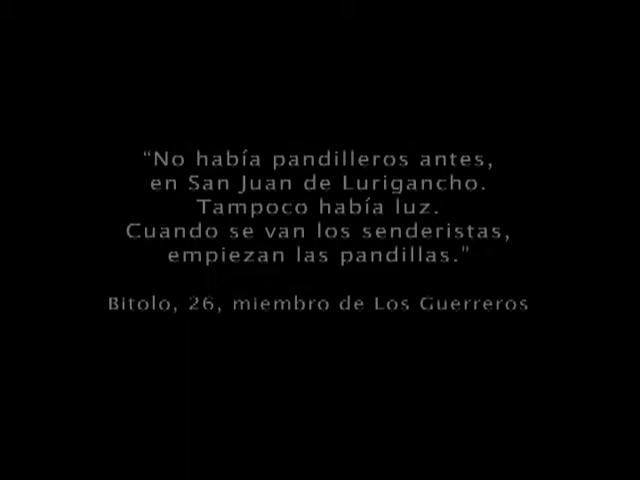 “No había pandilleros antes,
en San Juan de Lurigancho.
Tampoco había luz.
Cuando se van los senderistas,
empiezan las pandillas.”
Bitolo, 26, miembro de Los Guerreros